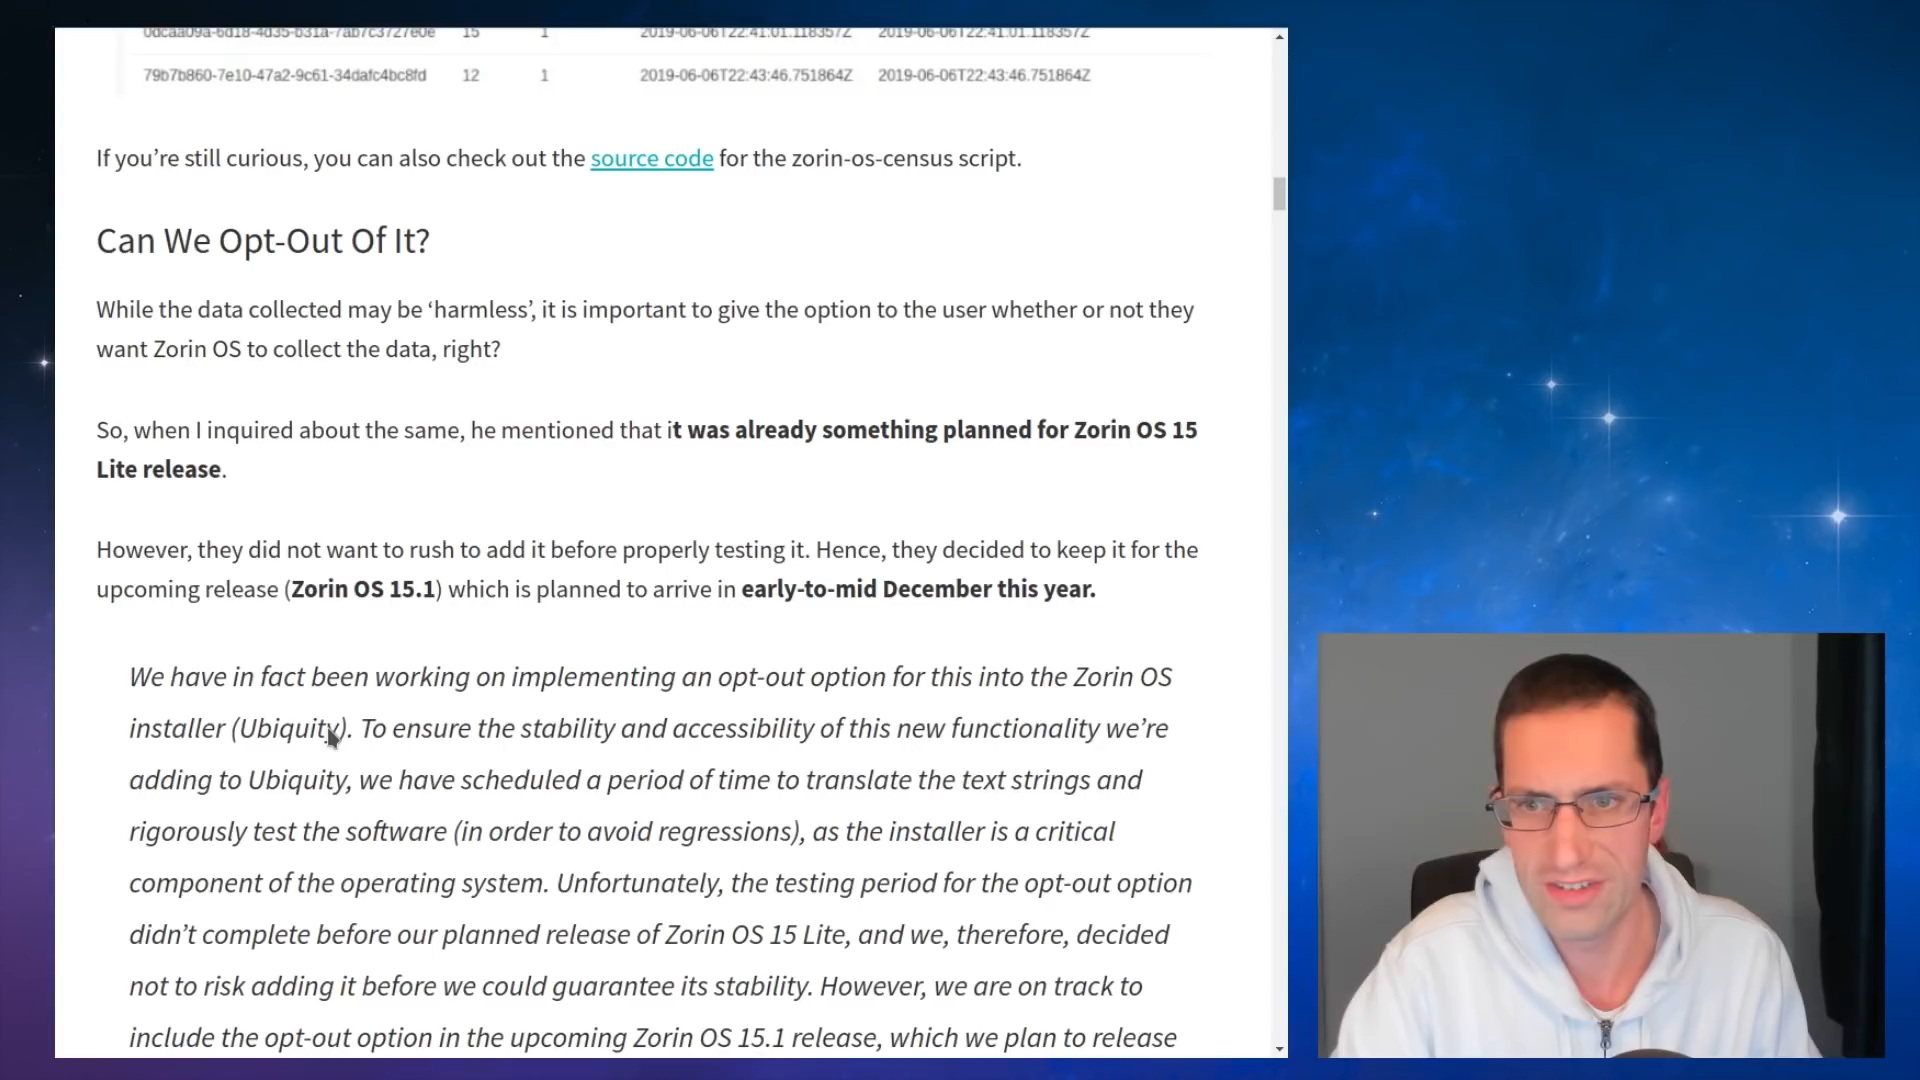 0dcaa09a-6d18-4d35-b31a-7ab7c3727e0e 15 1 2019-06-06T22:41:01.118357Z 2019-06-06T22:41:01.118357Z
79b7b860-7e10-47a2-9c61-34dafc4bc8fd 12 1 2019-06-06T22:43:46.751864Z 2019-06-06T22:43:46.751864Z
If you’re still curious, you can also check out the source code for the zorin-os-census script.
Can We Opt-Out Of It?
While the data collected may be ‘harmless’, it is important to give the option to the user whether or not they
want Zorin OS to collect the data, right?
So, when I inquired about the same, he mentioned that it was already something planned for Zorin OS 15
Lite release.
However, they did not want to rush to add it before properly testing it. Hence, they decided to keep it for the
upcoming release (Zorin OS 15.1) which is planned to arrive in early-to-mid December this year.
We have in fact been working on implementing an opt-out option for this into the Zorin OS
installer (Ubiquity). To ensure the stability and accessibility of this new functionality we’re
adding to Ubiquity, we have scheduled a period of time to translate the text strings and
rigorously test the software (in order to avoid regressions), as the installer is a critical
component of the operating system. Unfortunately, the testing period for the opt-out option
didn’t complete before our planned release of Zorin OS 15 Lite, and we, therefore, decided
not to risk adding it before we could guarantee its stability. However, we are on track to
include the opt-out option in the upcoming Zorin OS 15.1 release, which we plan to release